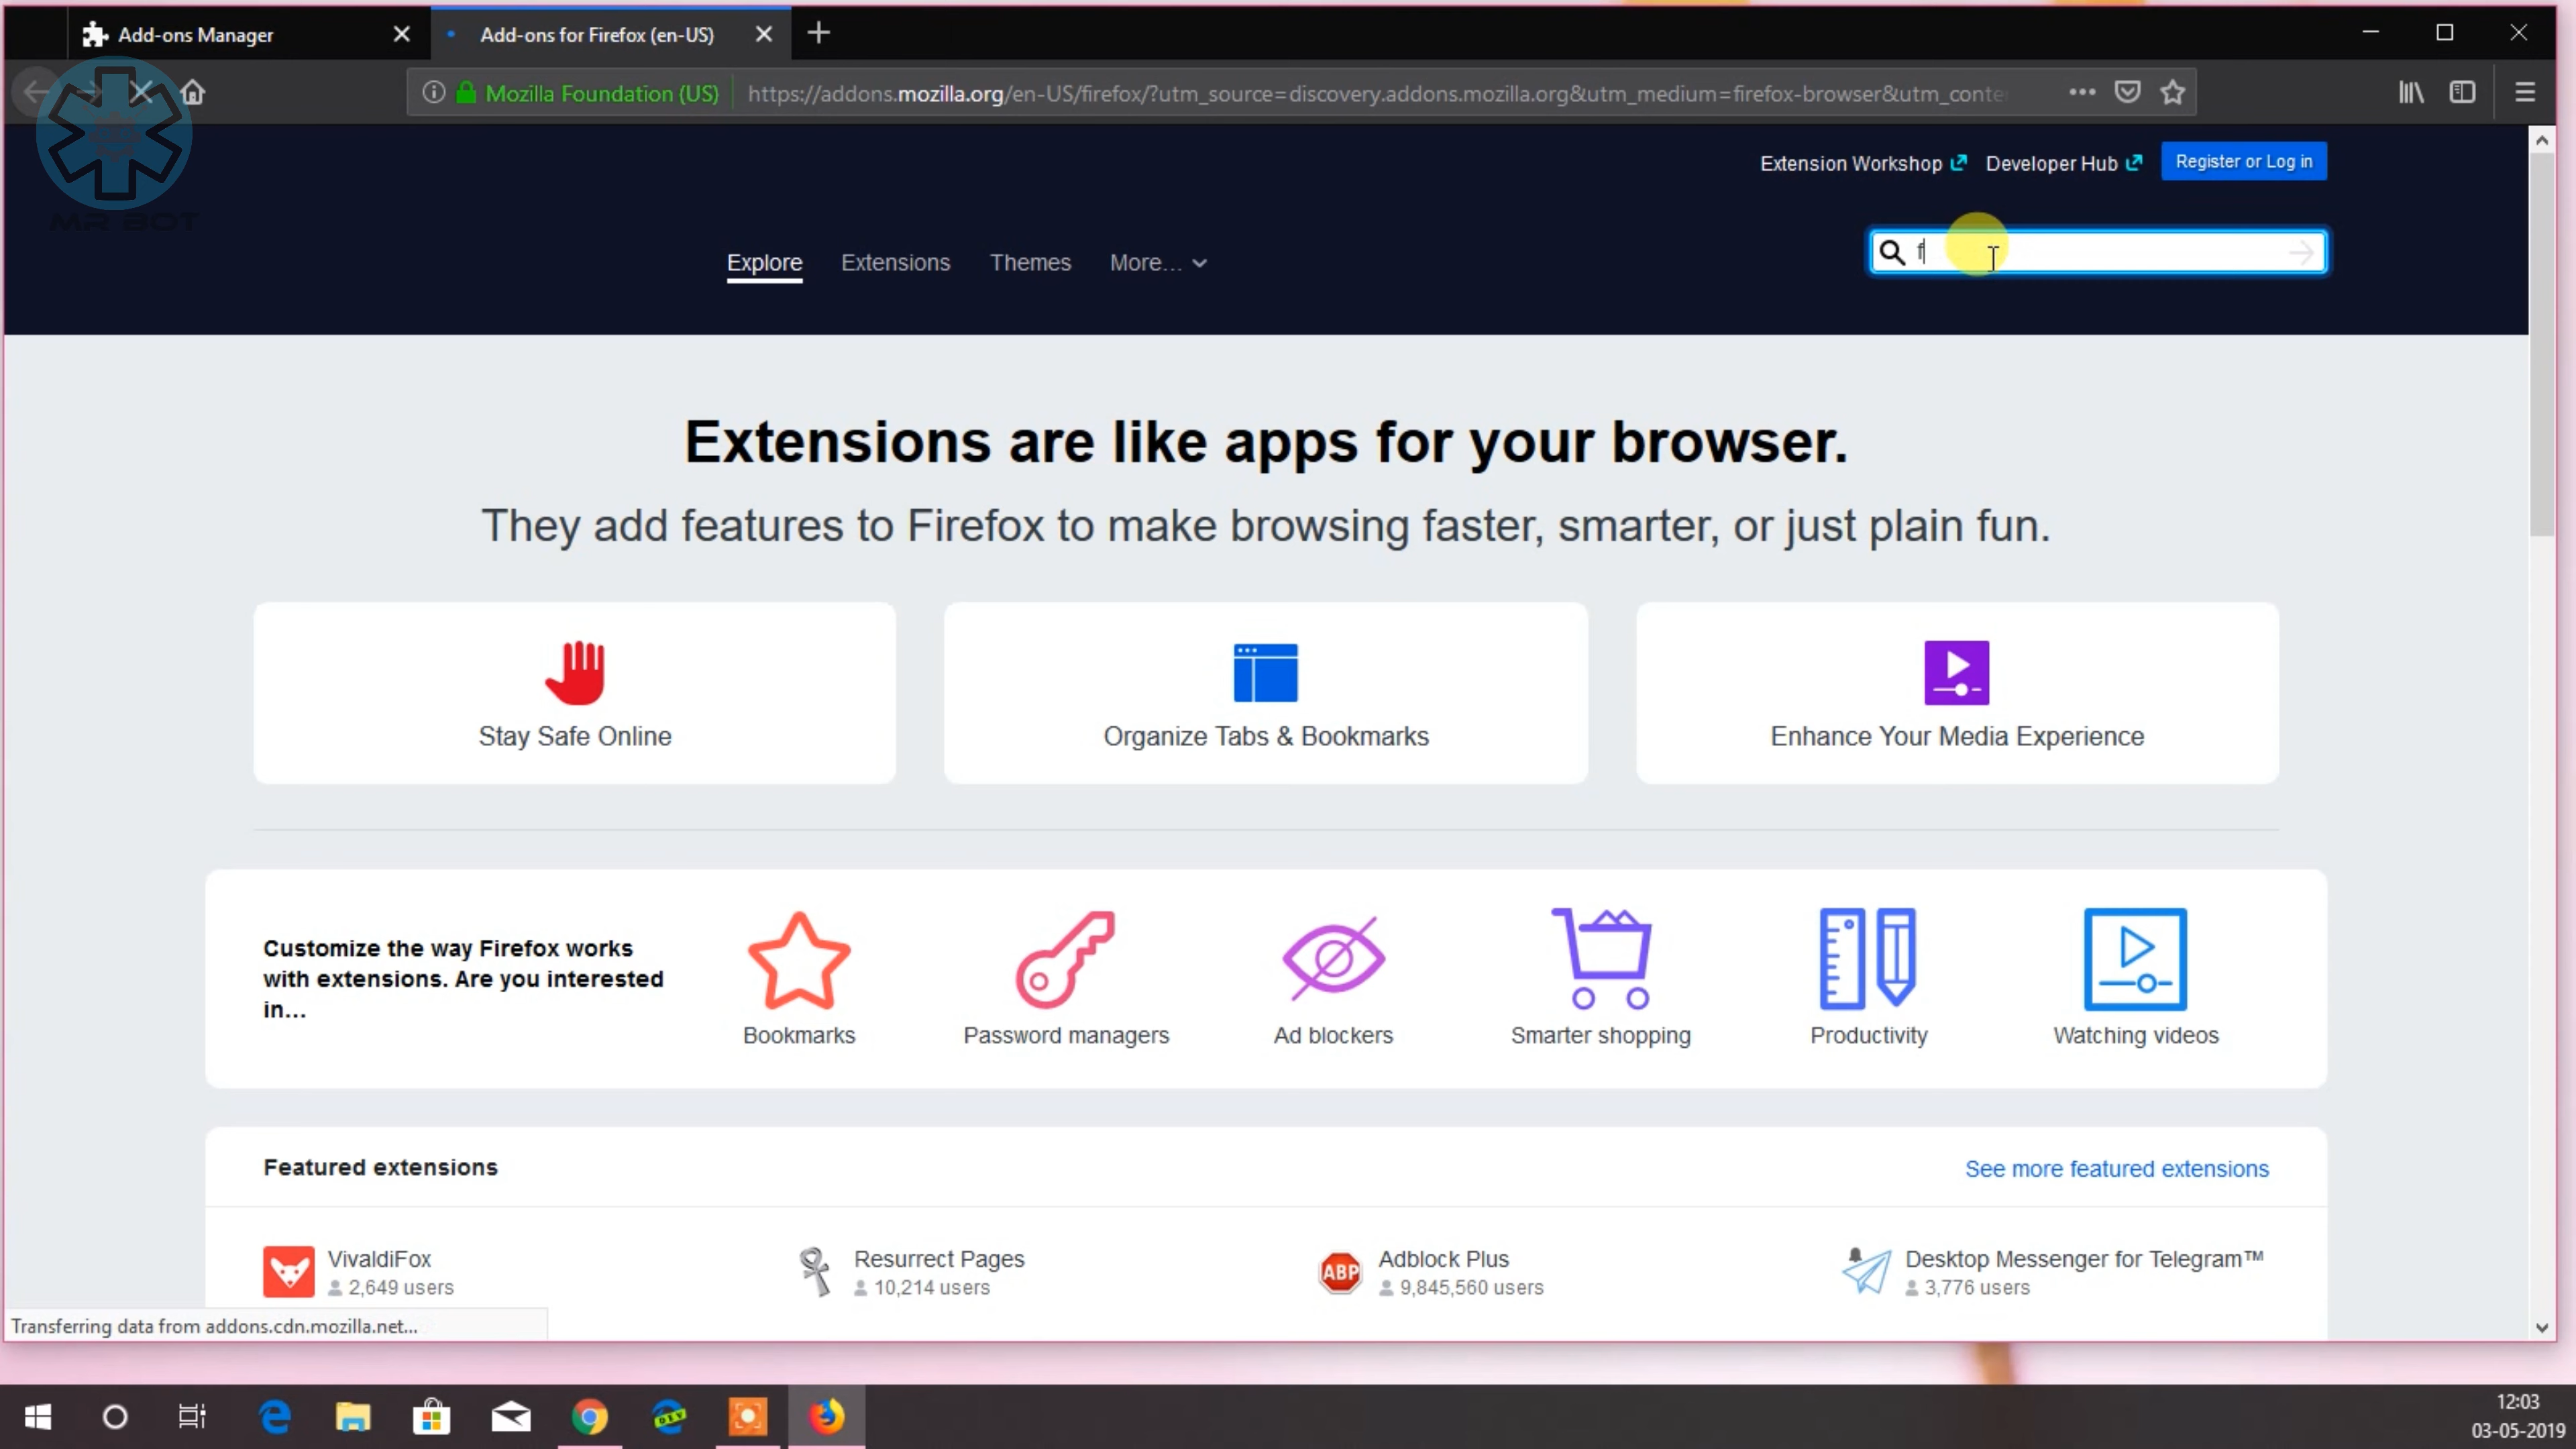 Add-ons Manager
Add-ons for Firefox (en-US)
Mozilla Foundation (US)
https://addons.mozilla.org/en-US/firefox/?utm_source=discovery.addons.mozilla.org&utm_medium=firefox-browser&utm_conte
MR BOT
Extension Workshop
Developer Hub
Register or Log in
Explore
Extensions
Themes
More...
f
Extensions are like apps for your browser.
They add features to Firefox to make browsing faster, smarter, or just plain fun.
Stay Safe Online
Organize Tabs & Bookmarks
Enhance Your Media Experience
Customize the way Firefox works
with extensions. Are you interested
in...
Bookmarks
Password managers
Ad blockers
Smarter shopping
Productivity
Watching videos
Featured extensions
See more featured extensions
VivaldiFox
2,649 users
Resurrect Pages
10,214 users
ABP
Adblock Plus
9,845,560 users
Desktop Messenger for Telegram™
3,776 users
Transferring data from addons.cdn.mozilla.net...
DEV
12:03
03-05-2019